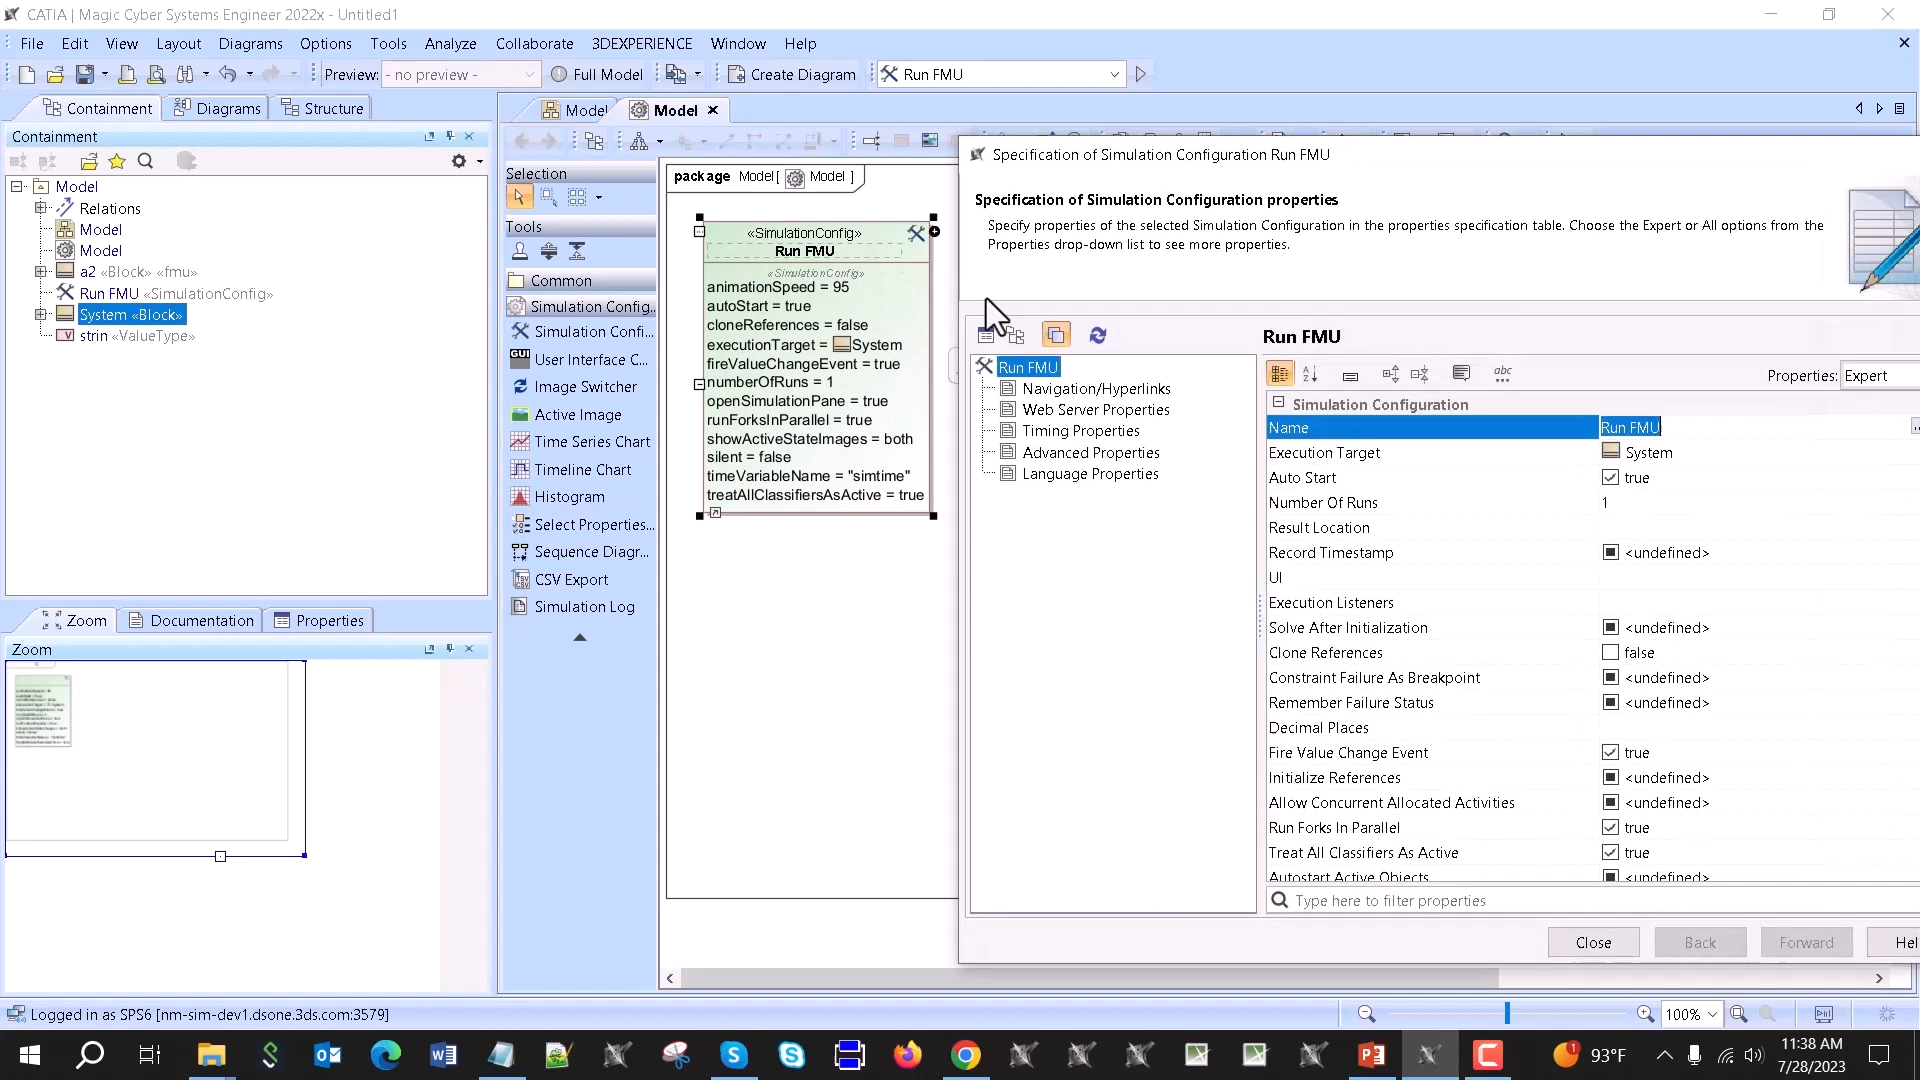 CATIA | Magic Cyber Systems Engineer 2022x - Untitled1
File Edit View Layout Diagrams Options Tools Analyze Collaborate 3DEXPERIENCE Window Help
Preview: - no preview - Full Model Create Diagram Run FMU
Containment Diagrams Structure
Containment
Model
Relations
Model
Model
a2 «Block» «fmu»
Run FMU «SimulationConfig»
System «Block»
strin «ValueType»
Zoom Documentation Properties
Zoom
Model Model
Selection
Tools
Common
Simulation Config...
Simulation Confi...
GUI User Interface C...
Image Switcher
Active Image
Time Series Chart
Timeline Chart
Histogram
Select Properties...
Sequence Diagr...
CSV Export
Simulation Log
package Model [ Model ]
«SimulationConfig»
Run FMU
«SimulationConfig»
animationSpeed = 95
autoStart = true
cloneReferences = false
executionTarget = System
fireValueChangeEvent = true
numberOfRuns = 1
openSimulationPane = true
runForksInParallel = true
showActiveStateImages = both
silent = false
timeVariableName = "simtime"
treatAllClassifiersAsActive = true
Specification of Simulation Configuration Run FMU
Specification of Simulation Configuration properties
Specify properties of the selected Simulation Configuration in the properties specification table. Choose the Expert or All options from the
Properties drop-down list to see more properties.
Run FMU
Navigation/Hyperlinks
Web Server Properties
Timing Properties
Advanced Properties
Language Properties
Run FMU
abc Properties: Expert
Simulation Configuration
Name Run FMU
Execution Target System
Auto Start true
Number Of Runs 1
Result Location
Record Timestamp <undefined>
UI
Execution Listeners
Solve After Initialization <undefined>
Clone References false
Constraint Failure As Breakpoint <undefined>
Remember Failure Status <undefined>
Decimal Places
Fire Value Change Event true
Initialize References <undefined>
Allow Concurrent Allocated Activities <undefined>
Run Forks In Parallel true
Treat All Classifiers As Active true
Autostart Active Objects <undefined>
Type here to filter properties
Close Back Forward Hel
Logged in as SPS6 [nm-sim-dev1.dsone.3ds.com:3579]
100%
93°F
11:38 AM
7/28/2023